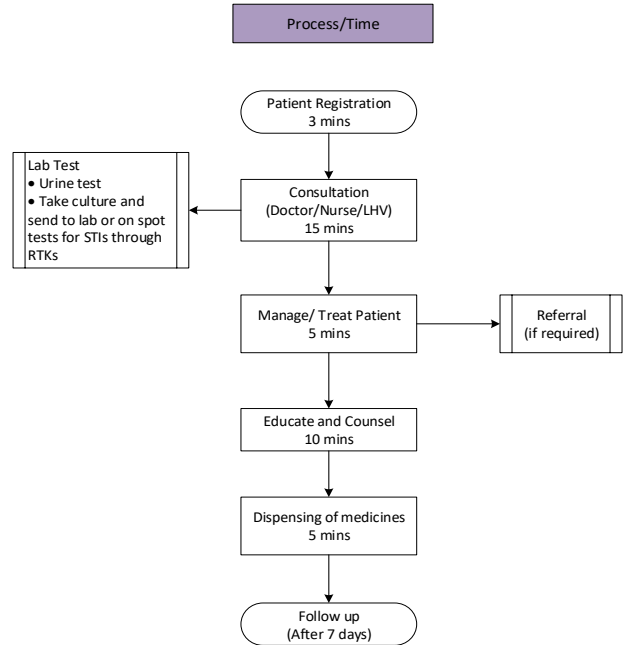 Process/Time
Patient Registration
3 mins
Lab Test
• Urine test
• Take culture and
send to lab or on spot
tests for STIs through
RTKs
Consultation
(Doctor/Nurse/LHV)
15 mins
Manage/ Treat Patient
5 mins
Referral
(if required)
Educate and Counsel
10 mins
Dispensing of medicines
5 mins
Follow up
(After 7 days)